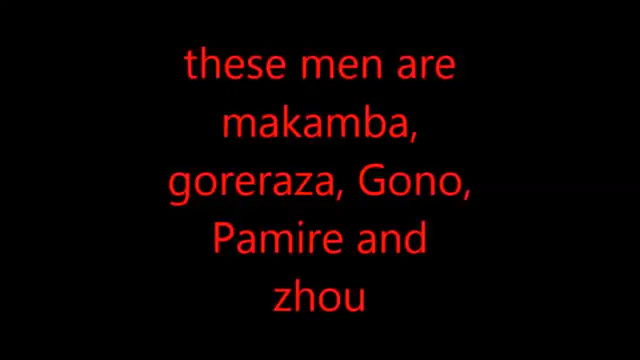 these men are
makamba,
goreraza, Gono,
Pamire and
zhou